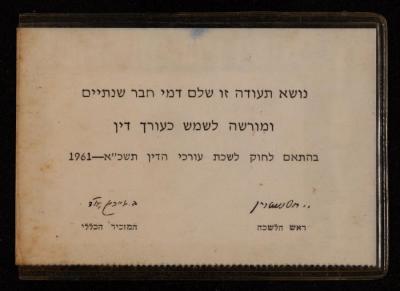 נושא תעודה זו שלם דמי חבר שנתיים
ומורשה לשמש כעורך דין
בהתאם לחוק לשכת עורכי הדין תשכ"א—1961
ראש הלשכה
המזכיר הכללי